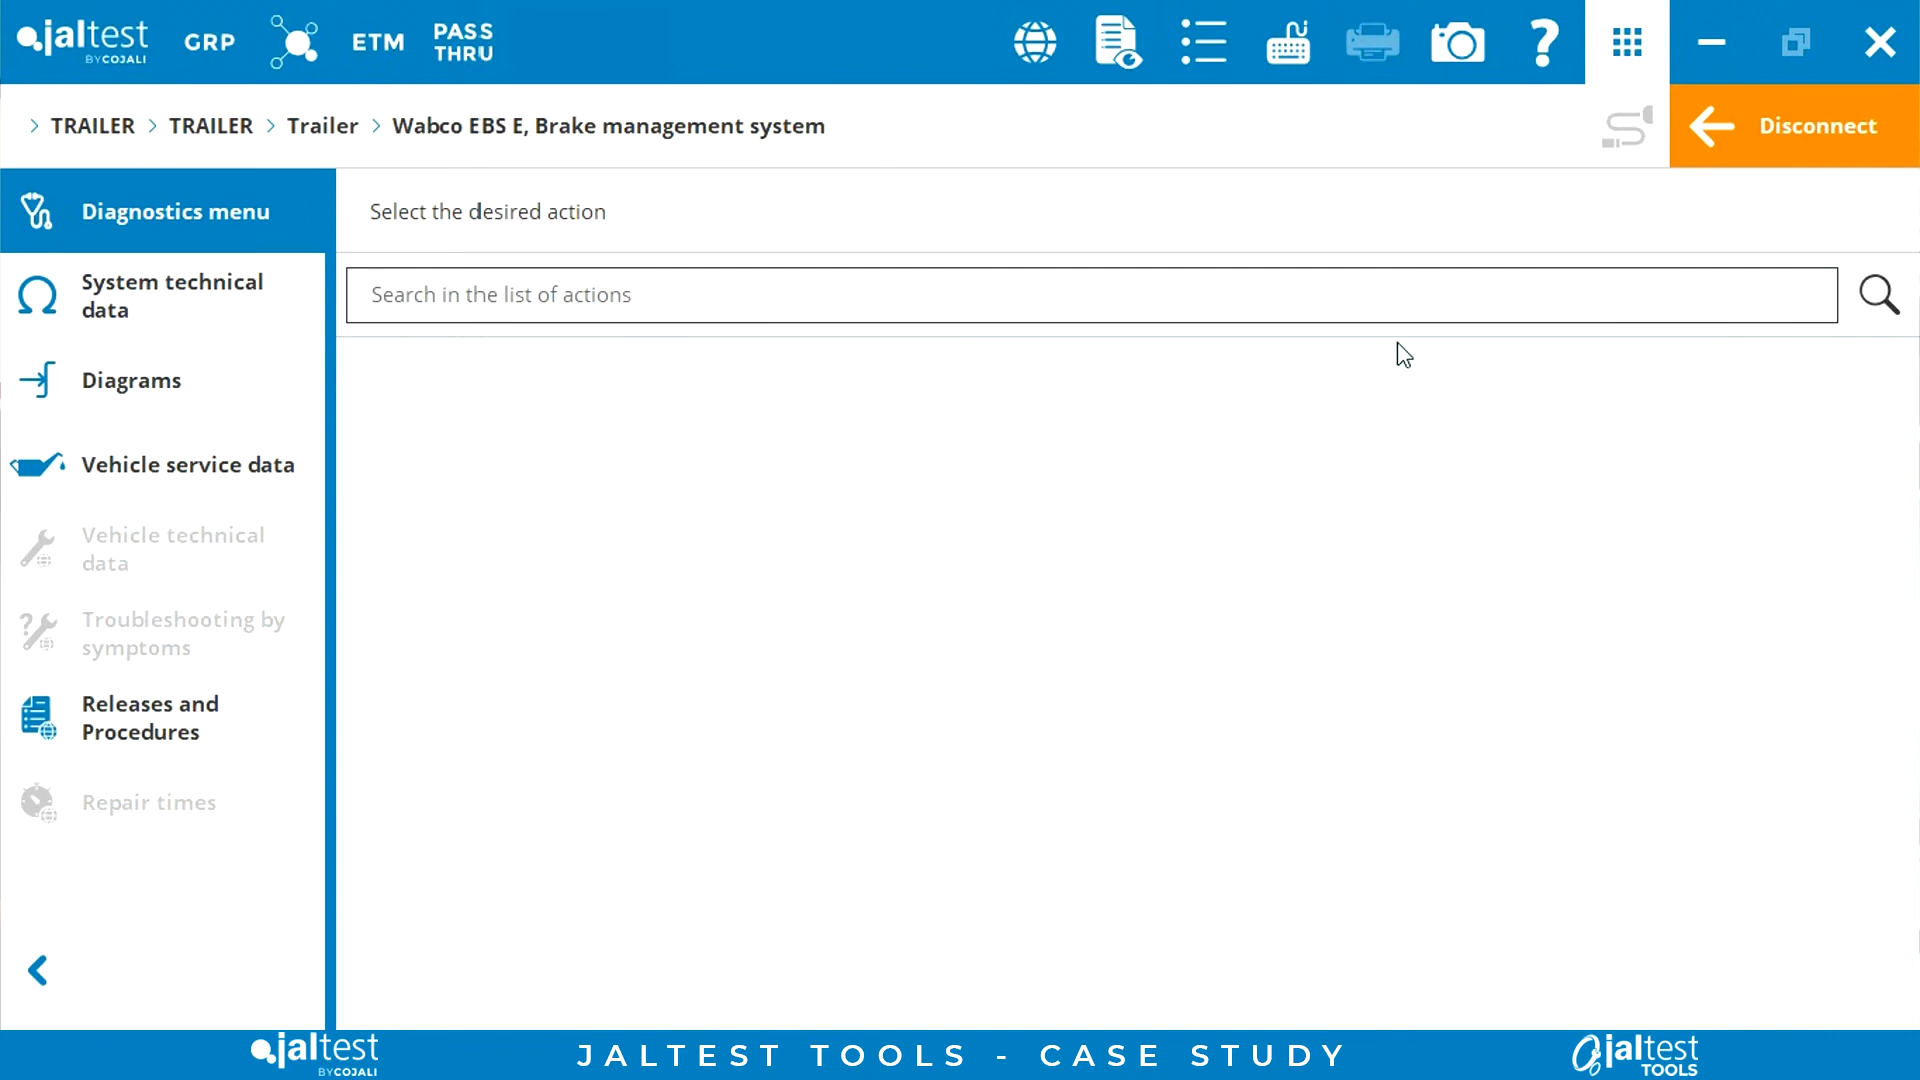 jaltest
BY COJALI
GRP
ETM
PASS
THRU
TRAILER
TRAILER
Trailer
Wabco EBS E, Brake management system
Disconnect
Diagnostics menu
Select the desired action
System technical
data
Search in the list of actions
Diagrams
Vehicle service data
Vehicle technical
data
Troubleshooting by
symptoms
Releases and
Procedures
Repair times
jaltest
BY COJALI
JALTEST TOOLS - CASE STUDY
jaltest
TOOLS